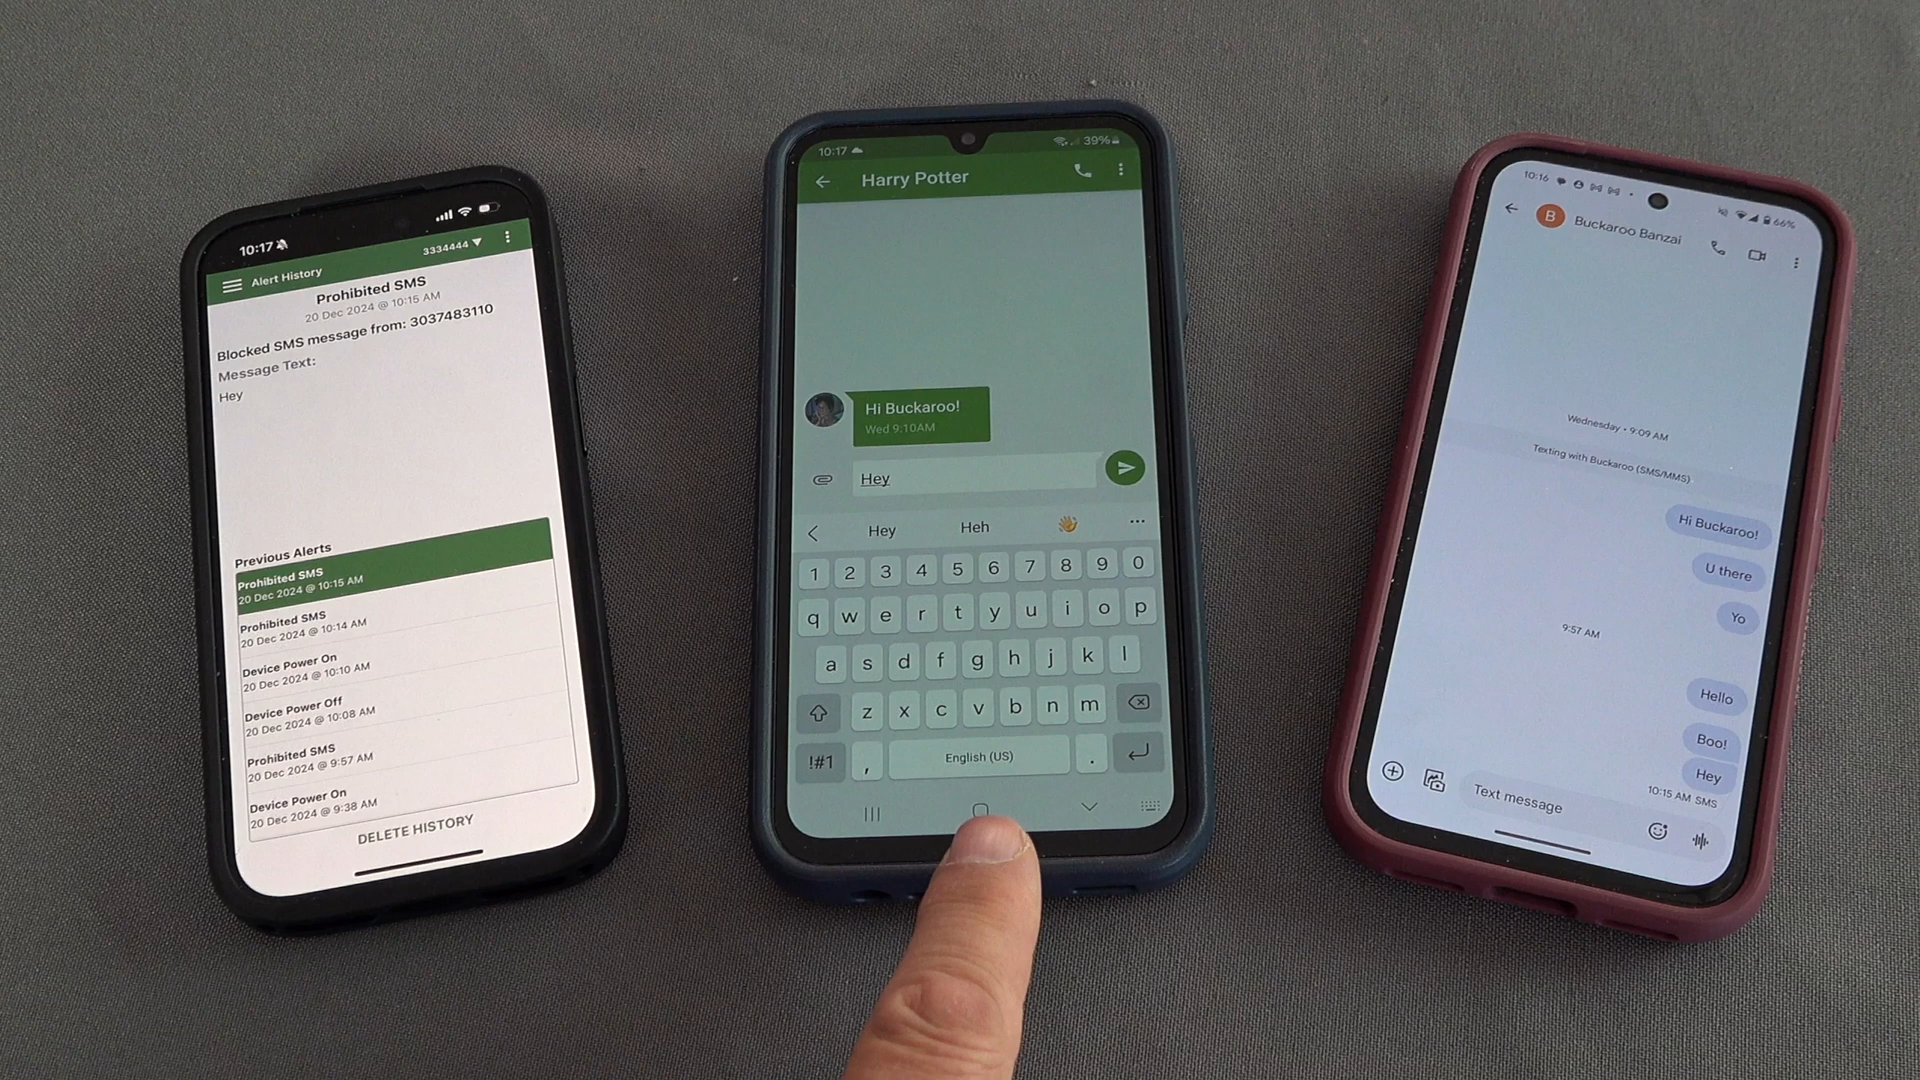 10:17
3334444
Alert History
Prohibited SMS
20 Dec 2024 @ 10:15 AM
Blocked SMS message from: 3037483110
Message Text:
Hey
Previous Alerts
Prohibited SMS
20 Dec 2024 @ 10:15 AM
Prohibited SMS
20 Dec 2024 @ 10:14 AM
Device Power On
20 Dec 2024 @ 10:10 AM
Device Power Off
20 Dec 2024 @ 10:08 AM
Prohibited SMS
20 Dec 2024 @ 9:57 AM
Device Power On
20 Dec 2024 @ 9:38 AM
DELETE HISTORY
10:17 39%
Harry Potter
Hi Buckaroo!
Wed 9:10AM
Hey
Hey Heh
1 2 3 4 5 6 7 8 9 0
q w e r t y u i o p
a s d f g h j k l
z x c v b n m
!#1 , English (US) .
10:16 66%
B Buckaroo Banzai
Wednesday • 9:09 AM
Texting with Buckaroo (SMS/MMS)
Hi Buckaroo!
U there
Yo
9:57 AM
Hello
Boo!
Hey
10:15 AM SMS
Text message